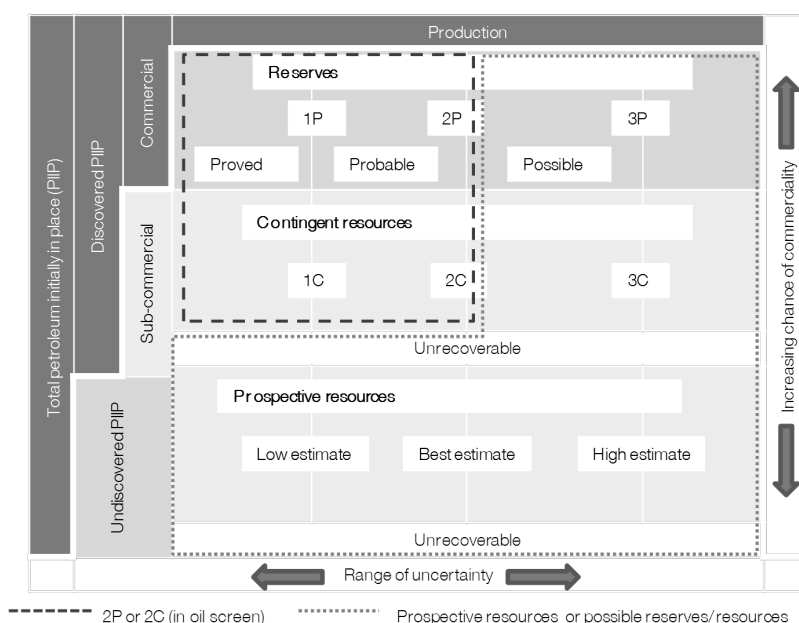 Production
Total petroleum initially in place (PIIP)
Discovered PIIP
Commercial
Reserves
1P
2P
3P
Proved
Probable
Possible
Sub-commercial
Contingent resources
1C
2C
3C
Unrecoverable
Undiscovered PIIP
Prospective resources
Low estimate
Best estimate
High estimate
Unrecoverable
Increasing chance of commerciality
Range of uncertainty
2P or 2C (in oil screen)
Prospective resources or possible reserves/resources